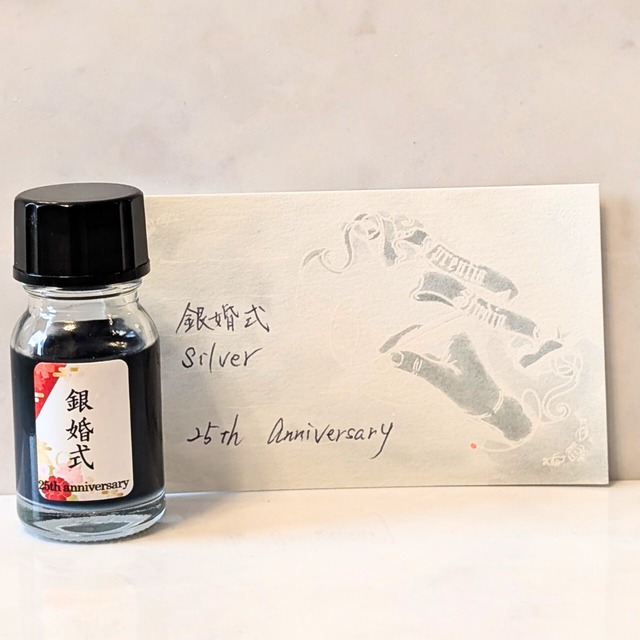 銀婚式
25th anniversary
銀婚式
Silver
25th Anniversary